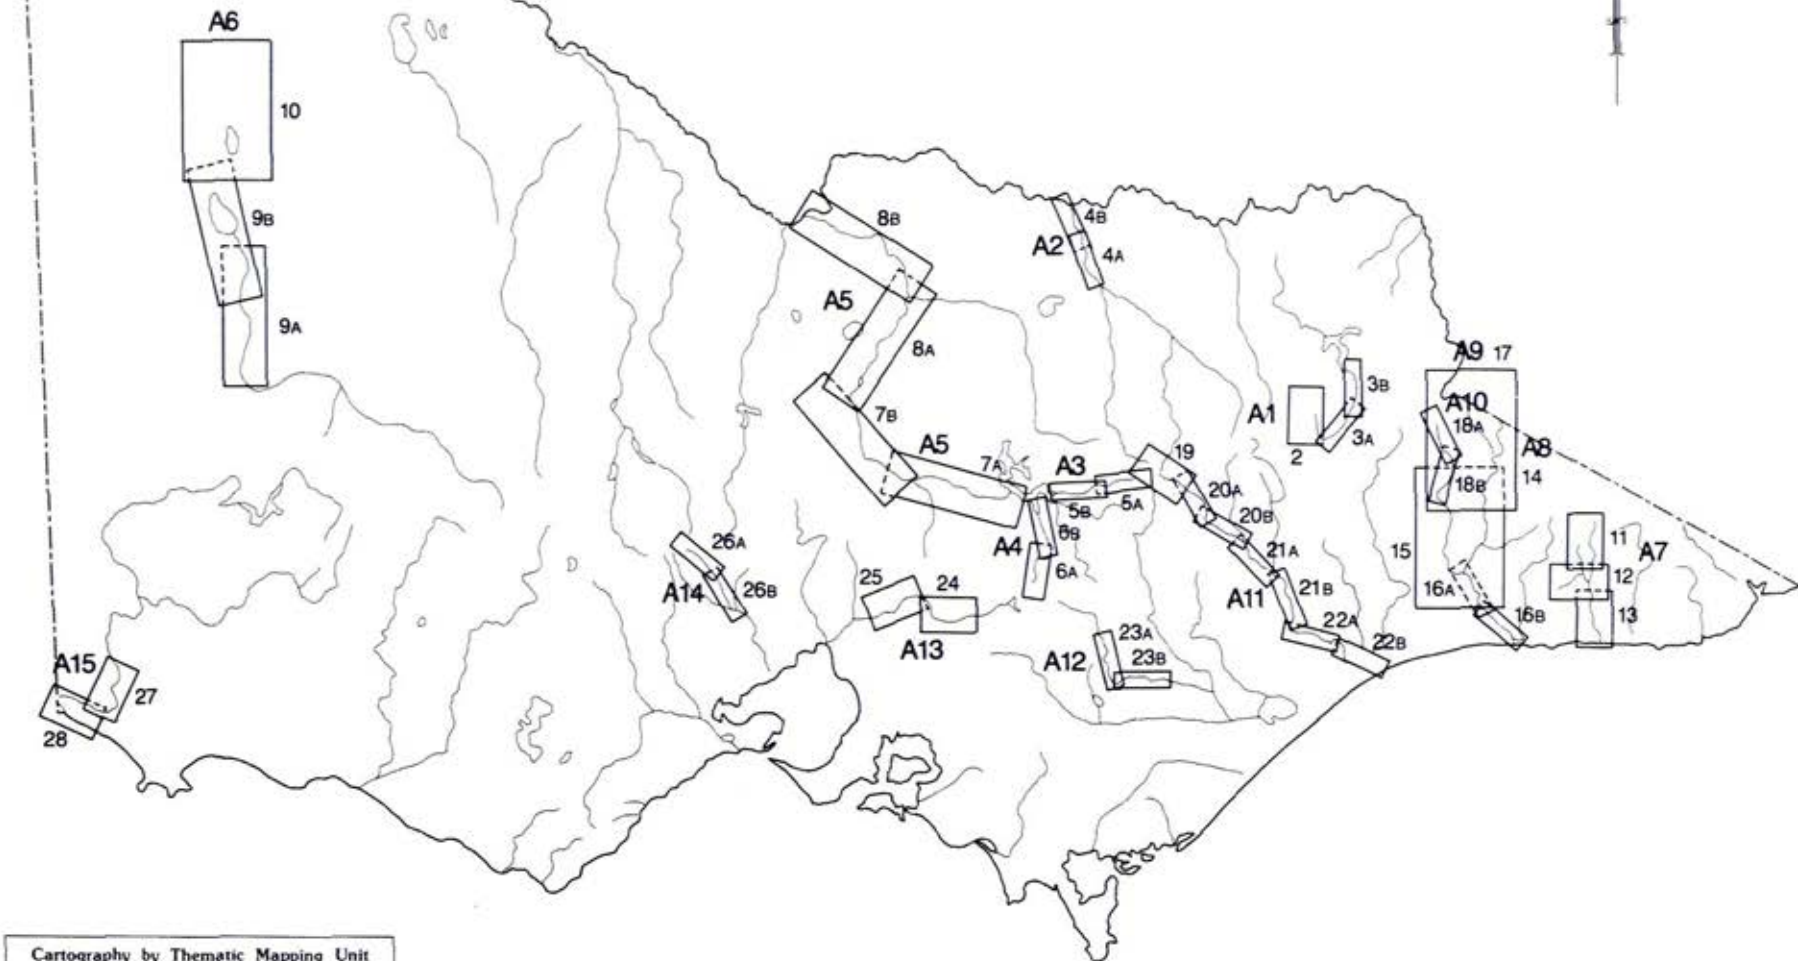 A6
10
9B
9A
8B
A5
8A
7B
A5
7A
A2
4B
4A
A3
5B
5A
A4
6B
6A
19
20A
20B
21A
A11
21B
22A
22B
A1
2
3B
3A
A9
17
A10
18A
A8
18B
14
15
16A
16B
11
A7
12
13
26A
A14
26B
25
24
A13
23A
A12
23B
A15
27
28
Cartography by Thematic Mapping Unit